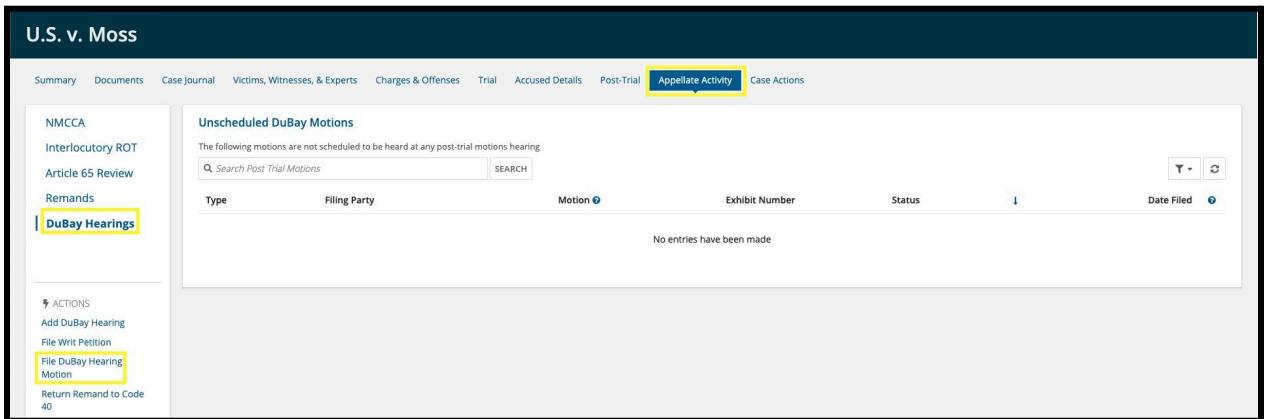 U.S. v. Moss
Summary Documents Case Journal Victims, Witnesses, & Experts Charges & Offenses Trial Accused Details Post-Trial Appellate Activity Case Actions
NMCCA
Interlocutory ROT
Article 65 Review
Remands
DuBay Hearings
ACTIONS
Add DuBay Hearing
File Writ Petition
File DuBay Hearing
Motion
Return Remand to Code
40
Unscheduled DuBay Motions
The following motions are not scheduled to be heard at any post-trial motions hearing
Search Post Trial Motions SEARCH
Type Filing Party Motion Exhibit Number Status Date Filed
No entries have been made